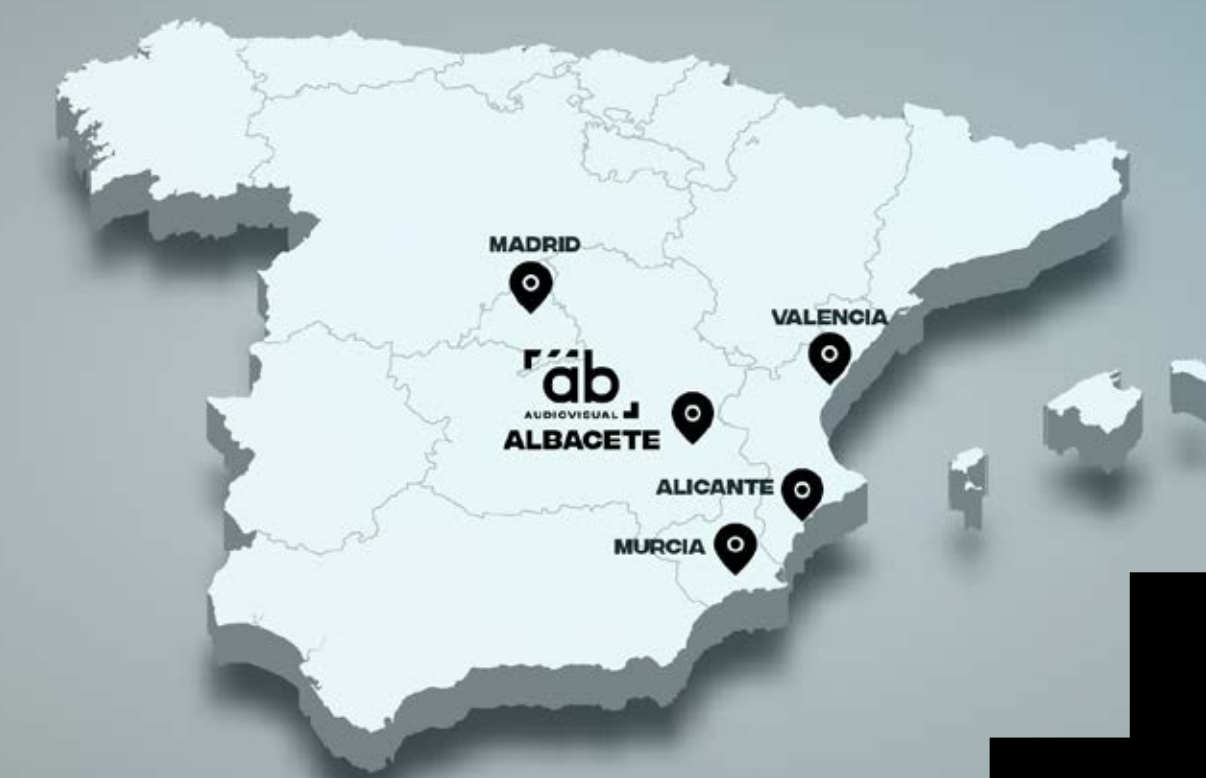 MADRID
VALENCIA
ab
AUDIOVISUAL
ALBACETE
ALICANTE
MURCIA